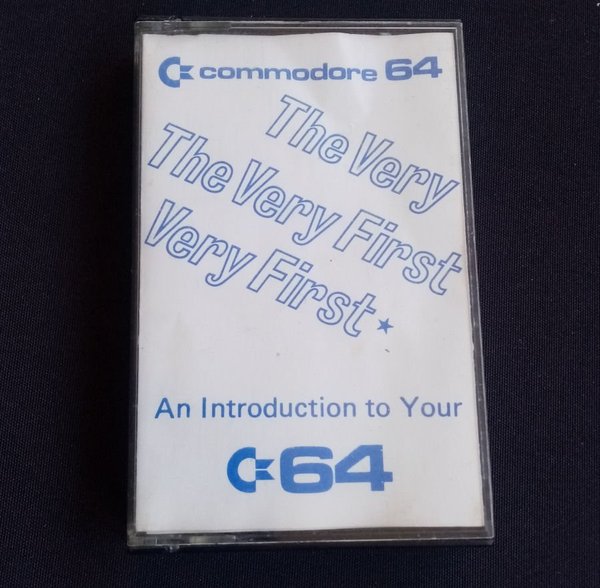 commodore 64
The Very
The Very First
Very First
An Introduction to Your
C 64